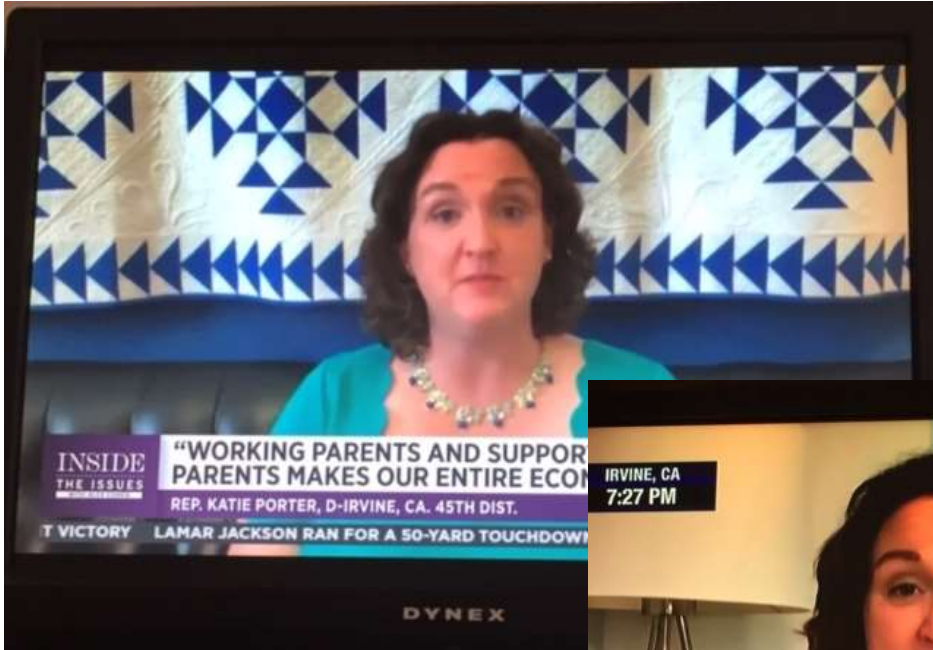 INSIDE
THE ISSUES
"WORKING PARENTS AND SUPPOR
PARENTS MAKES OUR ENTIRE ECON
REP. KATIE PORTER, D-IRVINE, CA. 45TH DIST.
T VICTORY LAMAR JACKSON RAN FOR A 50-YARD TOUCHDOWN
DYNEX
IRVINE, CA
7:27 PM